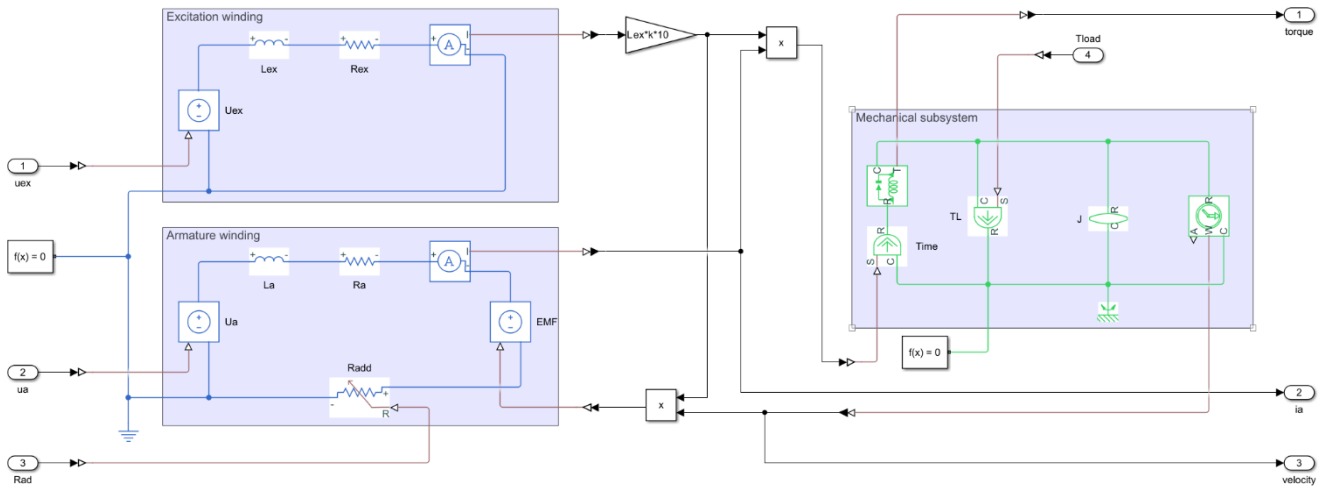 Excitation winding
+ - + - + A I -
Lex*k*10
x
1
torque
Lex
Rex
Tload
4
+
-
Uex
Mechanical subsystem
1
uex
C T
R
C S
TL
R
R
J
C
R
A W C
Armature winding
R
Time
S C
f(x) = 0
+ - + - + A I -
La
Ra
+
-
Ua
+
-
EMF
f(x) = 0
2
ua
Radd
- +
R
x
2
ia
3
Rad
3
velocity